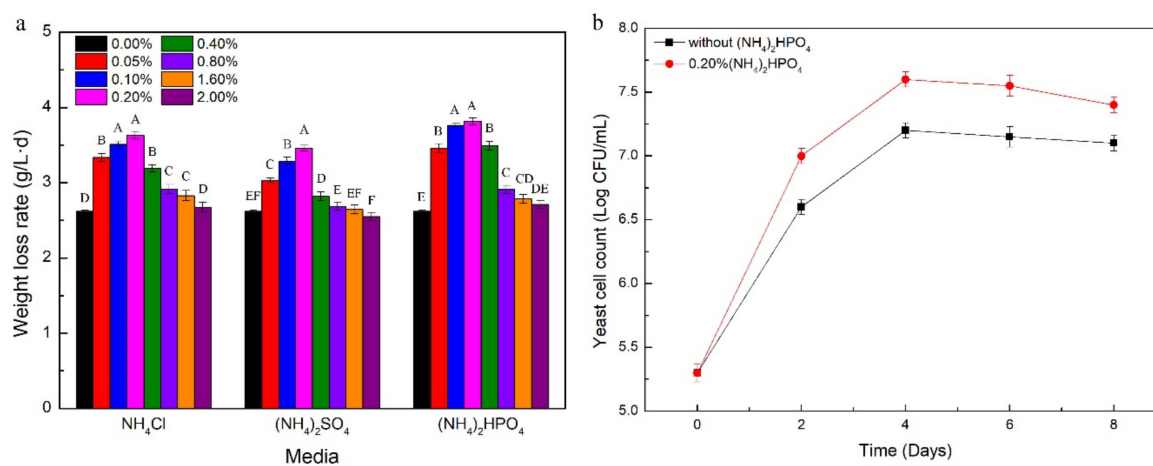 a
Weight loss rate (g/L·d)
5
4
3
2
1
0
0.00%
0.05%
0.10%
0.20%
0.40%
0.80%
1.60%
2.00%
D B A A B C C D
EF C B A D E EF F
E B A A B C CD DE
NH₄Cl
(NH₄)₂SO₄
(NH₄)₂HPO₄
Media
b
Yeast cell count (Log CFU/mL)
8.0
7.5
7.0
6.5
6.0
5.5
5.0
without (NH₄)₂HPO₄
0.20%(NH₄)₂HPO₄
0 2 4 6 8
Time (Days)